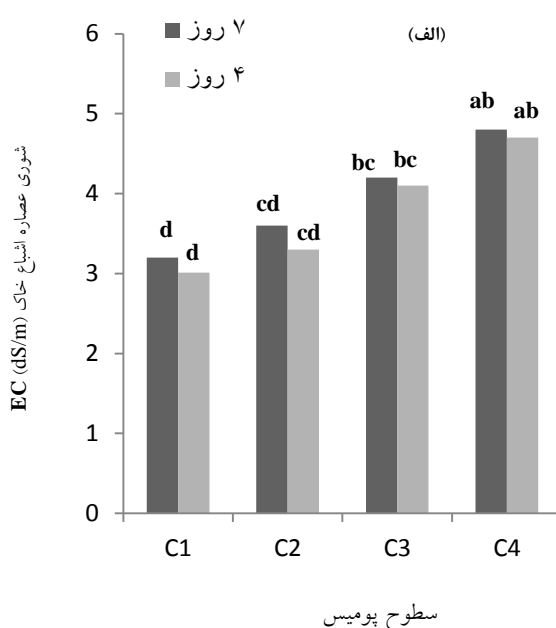 (الف)
۷ روز
۴ روز
شوری عصاره اشباع خاک
EC (dS/m)
6
5
4
3
2
1
0
d
d
cd
cd
bc
bc
ab
ab
C1
C2
C3
C4
سطوح پومیس